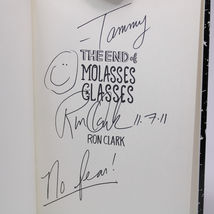 - Tammy
THE END of
MOLASSES
CLASSES
Ron Clark 11.7.11
RON CLARK
No fear!